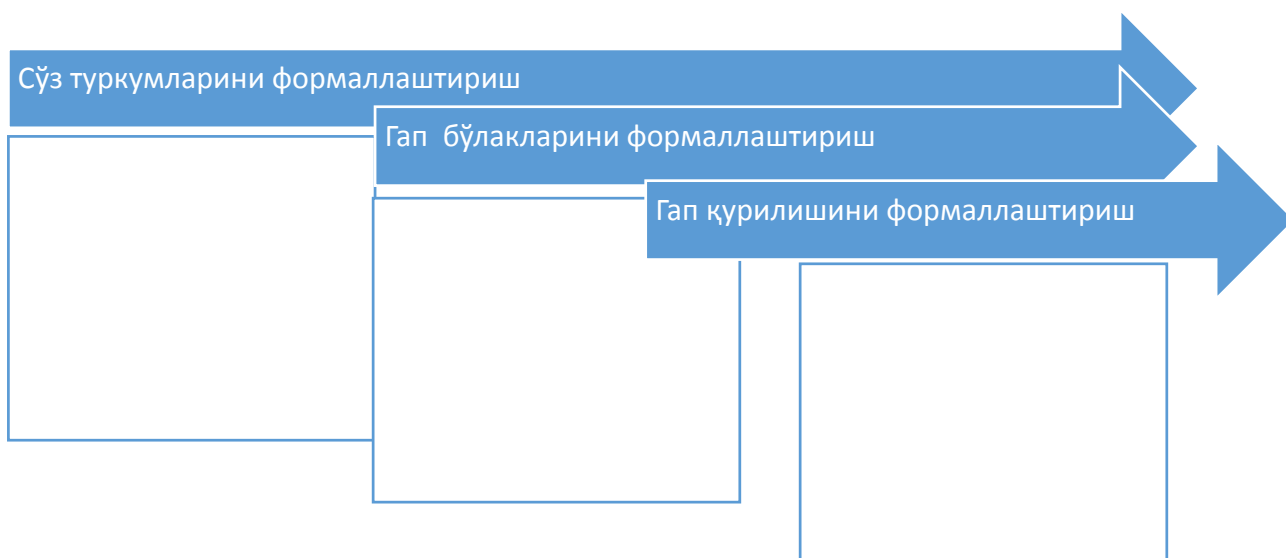 Сўз туркумларини формаллаштириш
Гап бўлакларини формаллаштириш
Гап қурилишини формаллаштириш